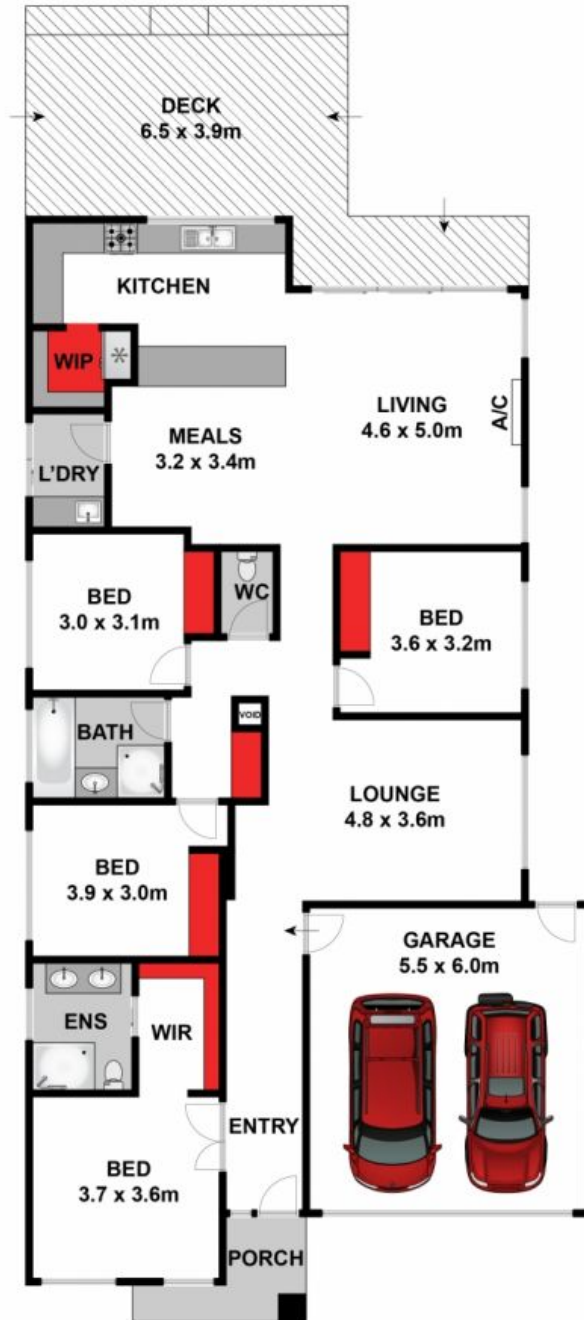 DECK
6.5 x 3.9m
KITCHEN
WIP
LIVING
4.6 x 5.0m
A/C
MEALS
3.2 x 3.4m
L'DRY
BED
3.0 x 3.1m
WC
BED
3.6 x 3.2m
BATH
VOID
LOUNGE
4.8 x 3.6m
BED
3.9 x 3.0m
GARAGE
5.5 x 6.0m
ENS
WIR
ENTRY
BED
3.7 x 3.6m
PORCH